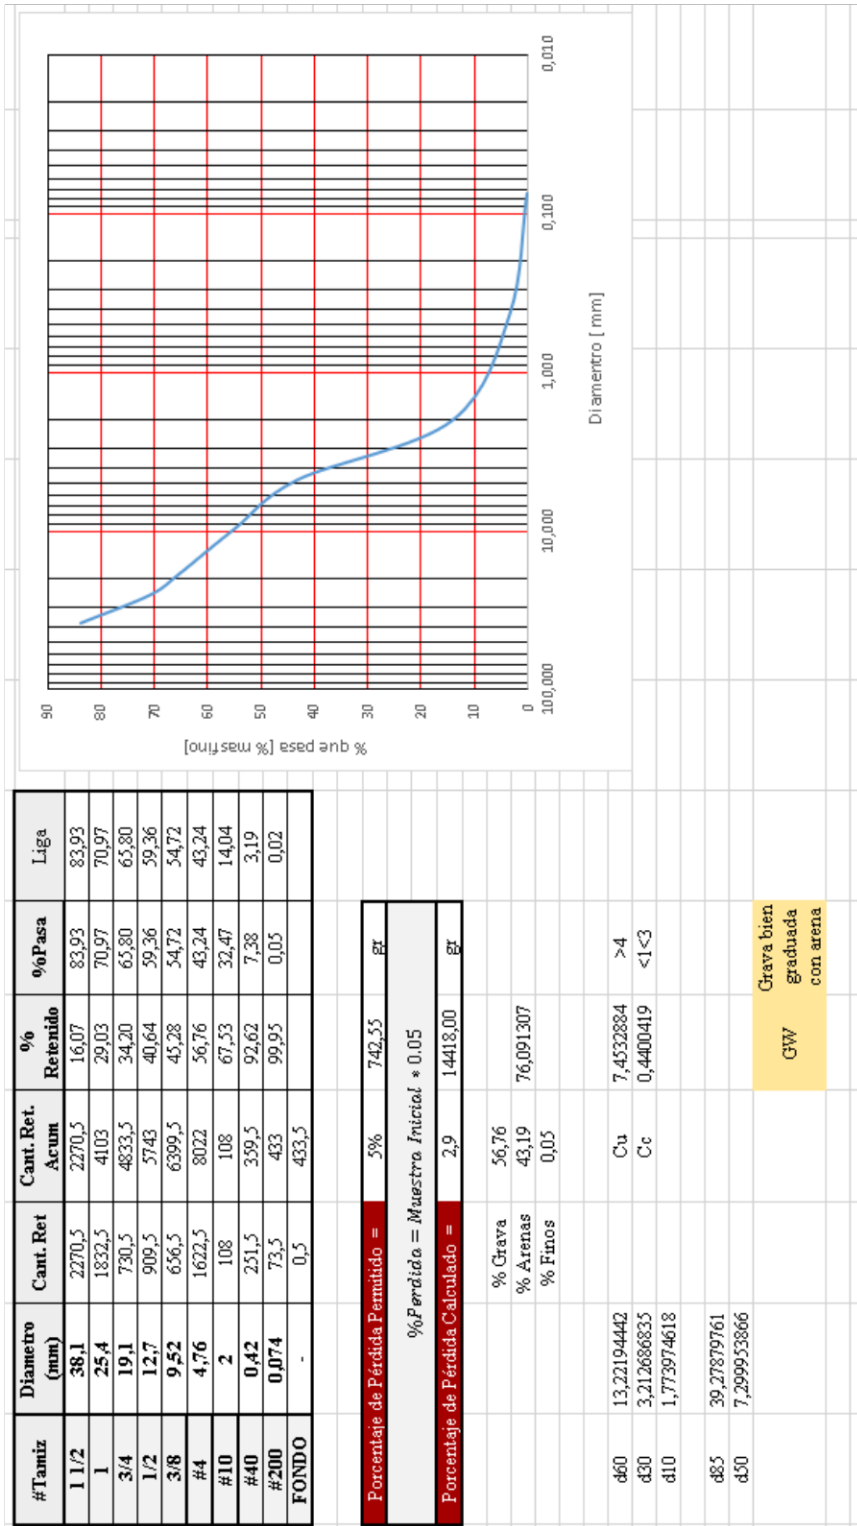 #Tamiz Diametro (mm) Cant. Ret Cant. Ret. Acum % Retenido %Pasa Liga
1 1/2 38,1 2270,5 2270,5 16,07 83,93 83,93
1 25,4 1832,5 4103 29,03 70,97 70,97
3/4 19,1 730,5 4833,5 34,20 65,80 65,80
1/2 12,7 909,5 5743 40,64 59,36 59,36
3/8 9,52 656,5 6399,5 45,28 54,72 54,72
#4 4,76 1622,5 8022 56,76 43,24 43,24
#10 2 108 108 67,53 32,47 14,04
#40 0,42 251,5 359,5 92,62 7,38 3,19
#200 0,074 73,5 433 99,95 0,05 0,02
FONDO - 0,5 433,5
Porcentaje de Pérdida Permitido = 5% 742,55 gr
%Perdida = Muestra Inicial * 0.05
Porcentaje de Pérdida Calculado = 2,9 14418,00 gr
% Grava 56,76
% Arenas 43,19 76,091307
% Finos 0,05
d60 13,22194442 Cu 7,4532884 >4
d30 3,212686835 Cc 0,4400419 <1<3
d10 1,773974618
d85 39,27879761
d50 7,299953866
GW Grava bien graduada con arena
% que pasa [% mas fino]
90
80
70
60
50
40
30
20
10
0
100,000 10,000 1,000 0,100 0,010
Diamentro [ mm]